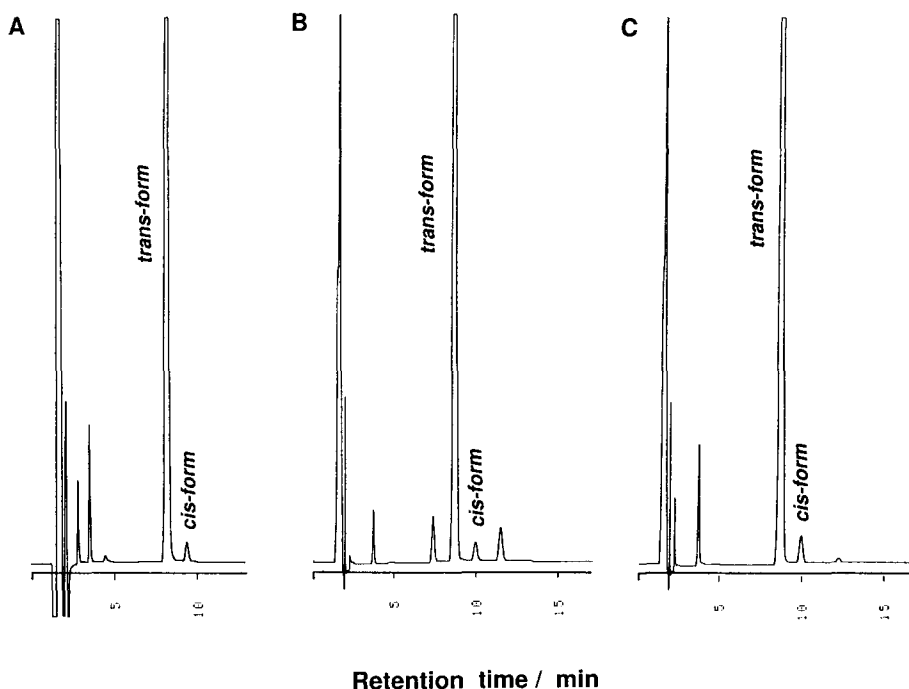 A
B
C
trans-form
cis-form
trans-form
cis-form
trans-form
cis-form
5 10
5 10 15
5 10 15
Retention time / min